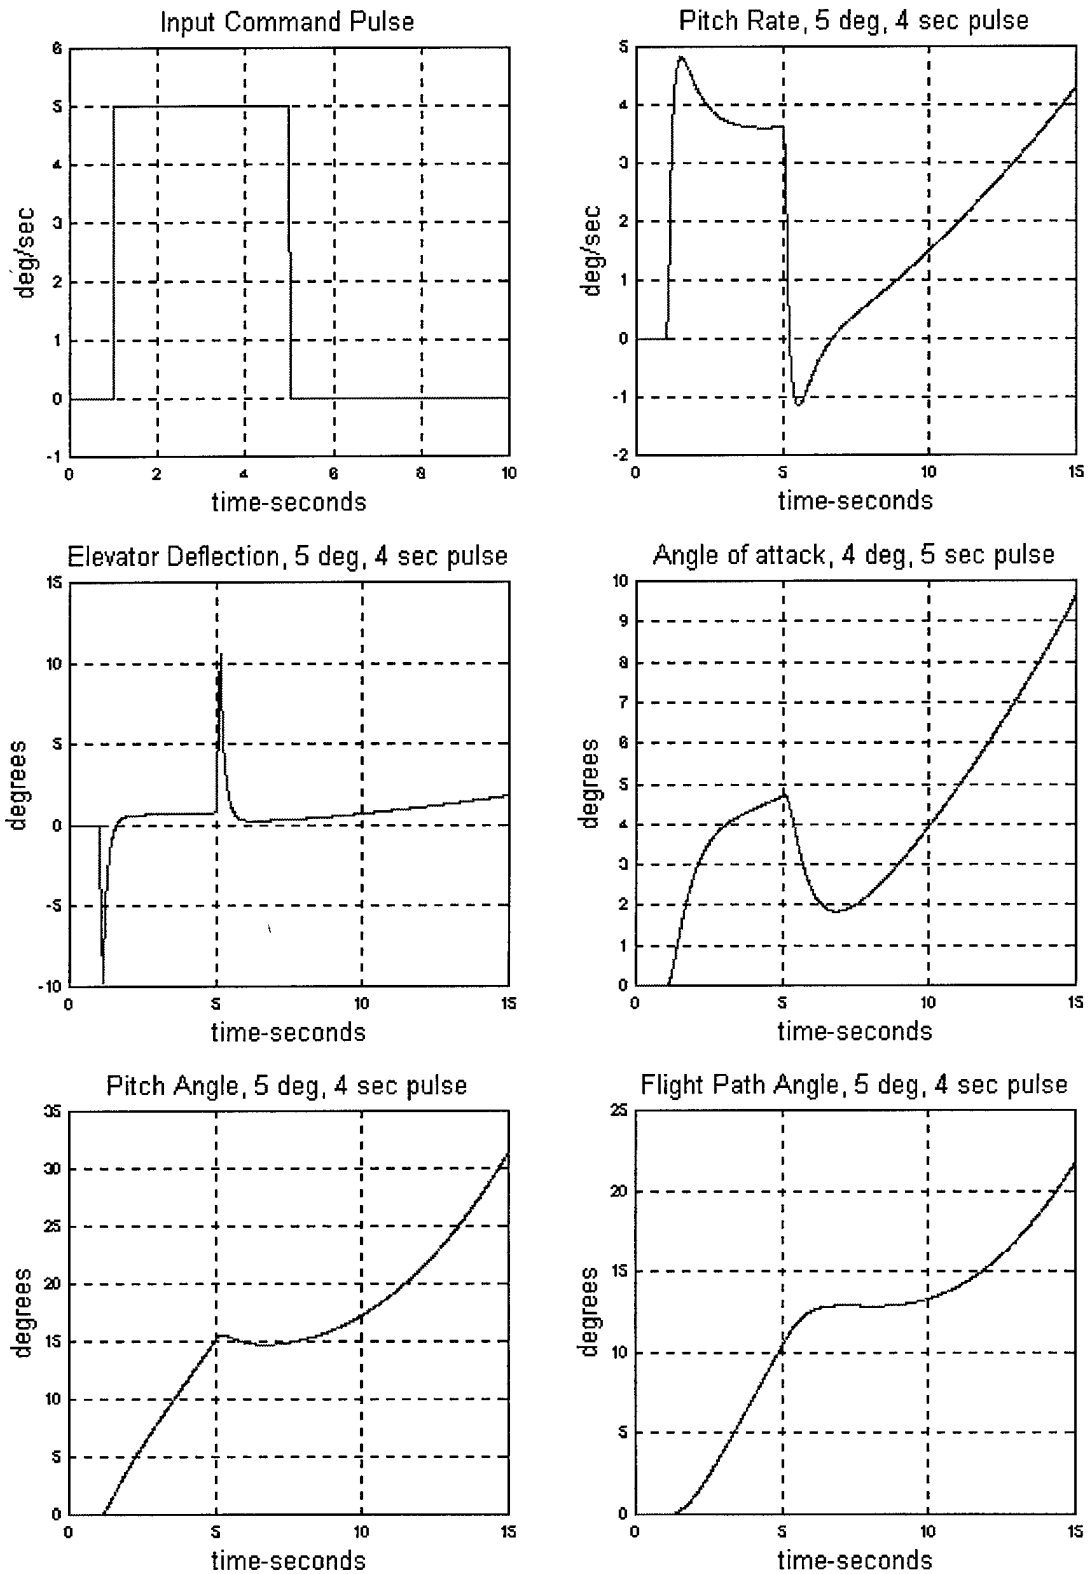 Input Command Pulse
6
5
4
3
2
1
0
-1
deg/sec
0 2 4 6 8 10
time-seconds
Pitch Rate, 5 deg, 4 sec pulse
5
4
3
2
1
0
-1
-2
deg/sec
0 5 10 15
time-seconds
Elevator Deflection, 5 deg, 4 sec pulse
15
10
5
0
-5
-10
degrees
0 5 10 15
time-seconds
Angle of attack, 4 deg, 5 sec pulse
10
9
8
7
6
5
4
3
2
1
0
degrees
0 5 10 15
time-seconds
Pitch Angle, 5 deg, 4 sec pulse
35
30
25
20
15
10
5
0
degrees
0 5 10 15
time-seconds
Flight Path Angle, 5 deg, 4 sec pulse
25
20
15
10
5
0
degrees
0 5 10 15
time-seconds